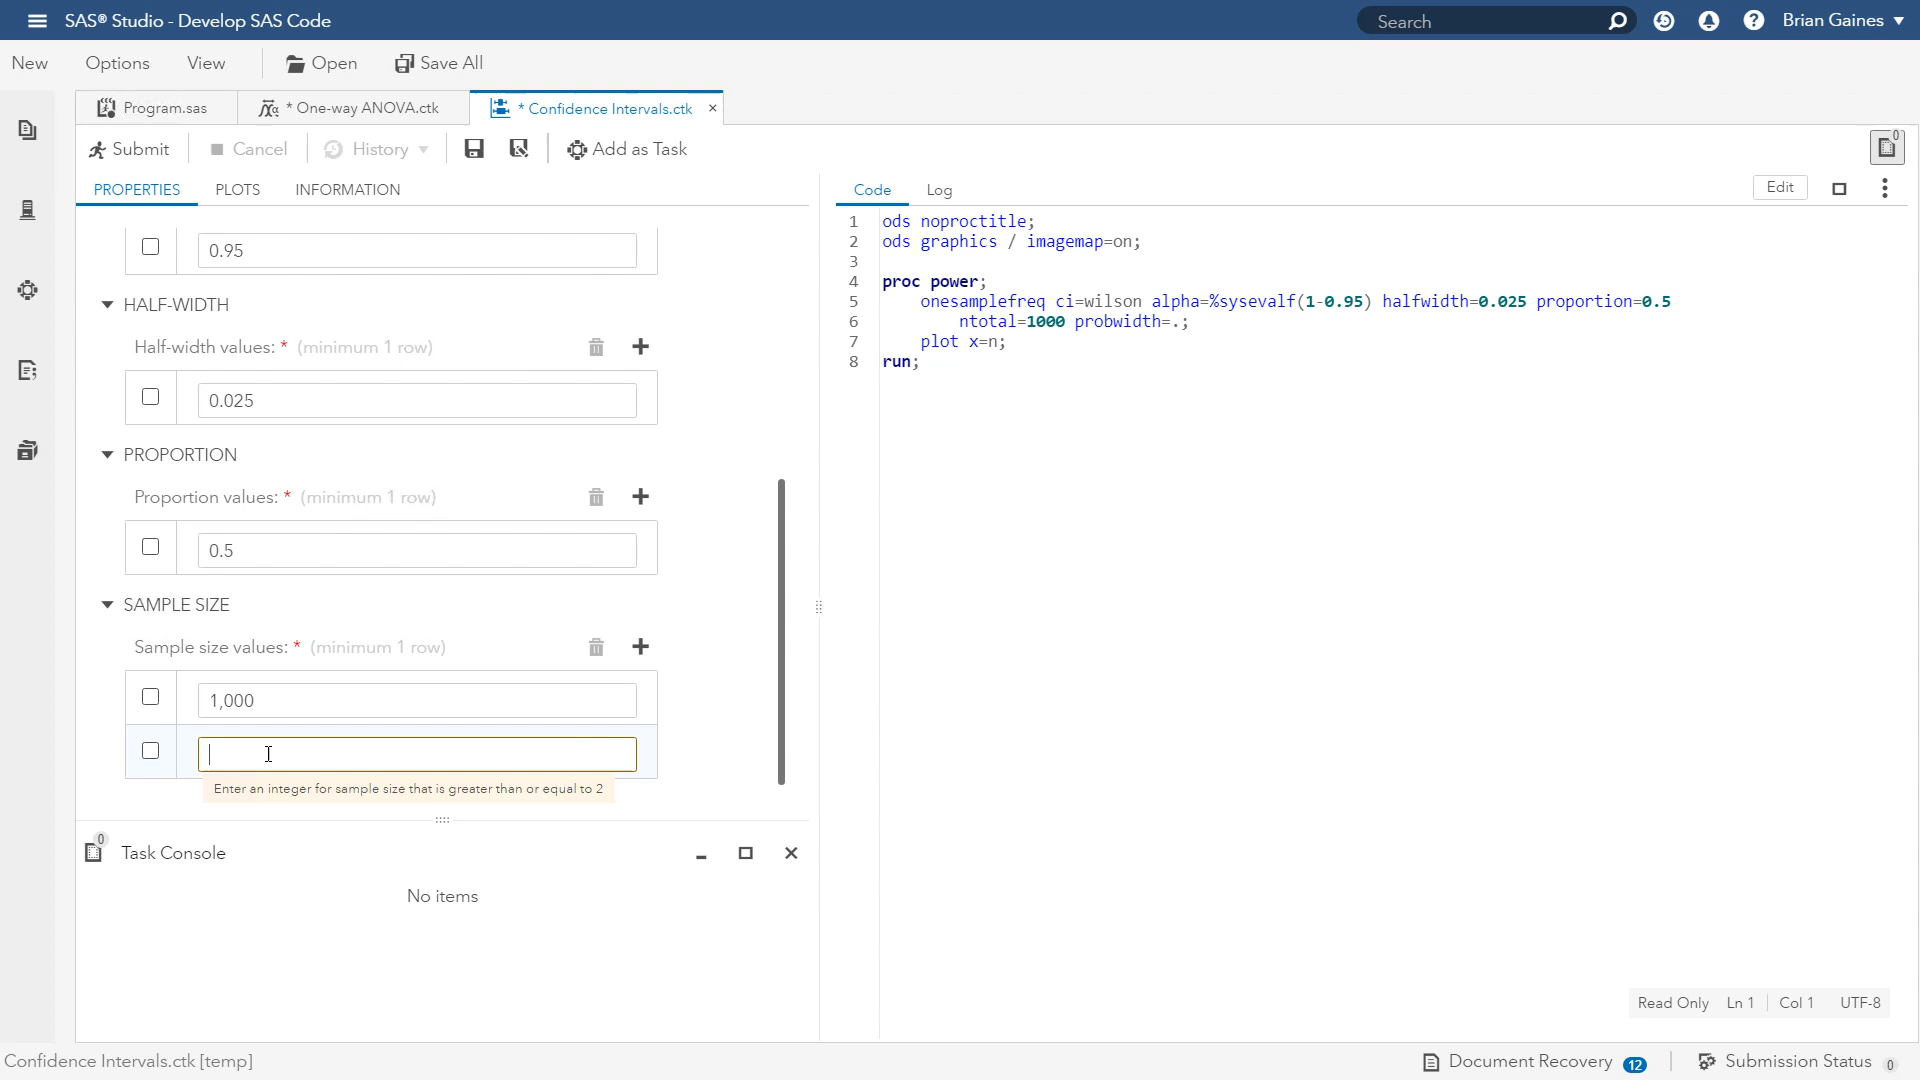 SAS® Studio - Develop SAS Code
Search
Brian Gaines
New
Options
View
Open
Save All
Program.sas
* One-way ANOVA.ctk
* Confidence Intervals.ctk
Submit
Cancel
History
Add as Task
0
PROPERTIES
PLOTS
INFORMATION
0.95
HALF-WIDTH
Half-width values: * (minimum 1 row)
0.025
PROPORTION
Proportion values: * (minimum 1 row)
0.5
SAMPLE SIZE
Sample size values: * (minimum 1 row)
1,000
Enter an integer for sample size that is greater than or equal to 2
0
Task Console
No items
Code
Log
Edit
1 ods noproctitle;
2 ods graphics / imagemap=on;
3
4 proc power;
5 onesamplefreq ci=wilson alpha=%sysevalf(1-0.95) halfwidth=0.025 proportion=0.5
6 ntotal=1000 probwidth=.;
7 plot x=n;
8 run;
Read Only
Ln 1
Col 1
UTF-8
Confidence Intervals.ctk [temp]
Document Recovery 12
Submission Status 0